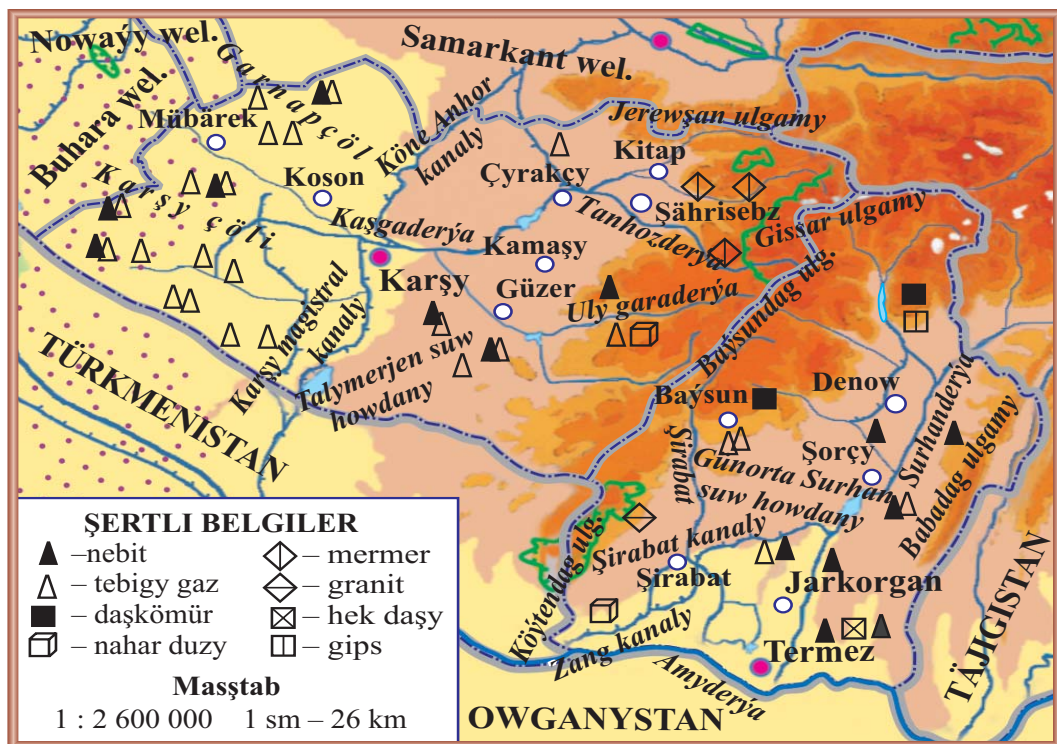 Nowaýy wel.
Samarkant wel.
Buhara wel.
Garnapçöl
Mübärek
Köne Anhor
kanaly
Jerewşan ulgamy
Kitap
Koson
Çyrakçy
Karşy çöli
Şährisebz
Kaşgaderýa
Tanhozderýa
Gissar ulgamy
Kamaşy
Karşy
Güzer
Uly garaderýa
Baýsundag ulg.
Karşy magistral
kanaly
Talymerjen suw
howdany
TÜRKMENISTAN
Baýsun
Denow
Şirabat
Şorçy
Surhanderýa
Günorta Surhan
suw howdany
Babadag ulgamy
Köýtendag ulg.
Şirabat kanaly
Şirabat
Jarkorgan
Zang kanaly
Termez
Amyderýa
TÄJIGISTAN
OWGANYSTAN
ŞERTLI BELGILER
–nebit
– mermer
– tebigy gaz
– granit
– daşkömür
– hek daşy
– nahar duzy
– gips
Masştab
1 : 2 600 000 1 sm – 26 km